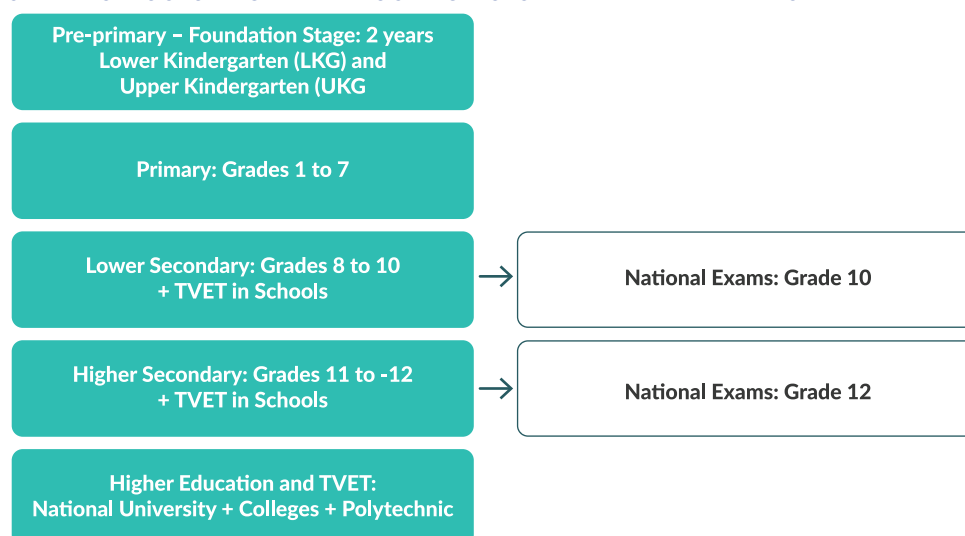 Pre-primary – Foundation Stage: 2 years
Lower Kindergarten (LKG) and
Upper Kindergarten (UKG
Primary: Grades 1 to 7
Lower Secondary: Grades 8 to 10
+ TVET in Schools
National Exams: Grade 10
Higher Secondary: Grades 11 to -12
+ TVET in Schools
National Exams: Grade 12
Higher Education and TVET:
National University + Colleges + Polytechnic